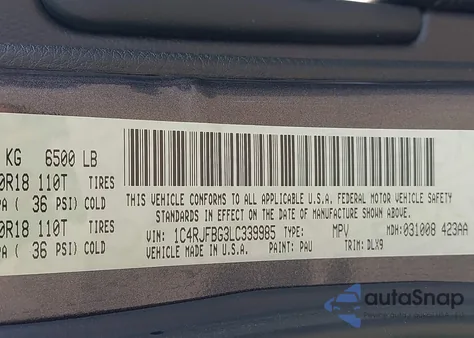 KG 6500 LB
0R18 110T TIRES
PA ( 36 PSI) COLD
0R18 110T TIRES
PA ( 36 PSI) COLD
THIS VEHICLE CONFORMS TO ALL APPLICABLE U.S.A. FEDERAL MOTOR VEHICLE SAFETY
STANDARDS IN EFFECT ON THE DATE OF MANUFACTURE SHOWN ABOVE.
VIN: 1C4RJFBG3LC339985 TYPE: MPV MDH: 031008 423AA
VEHICLE MADE IN U.S.A. PAINT: PAU TRIM: DLX9
autoSnap